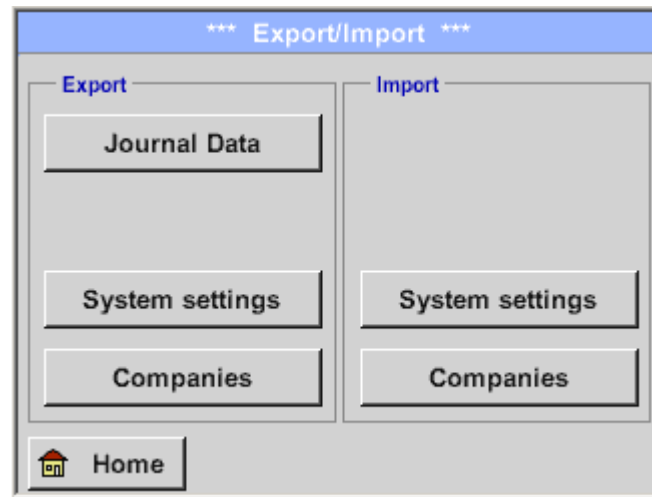 *** Export/Import ***
Export
Journal Data
System settings
Companies
Import
System settings
Companies
Home